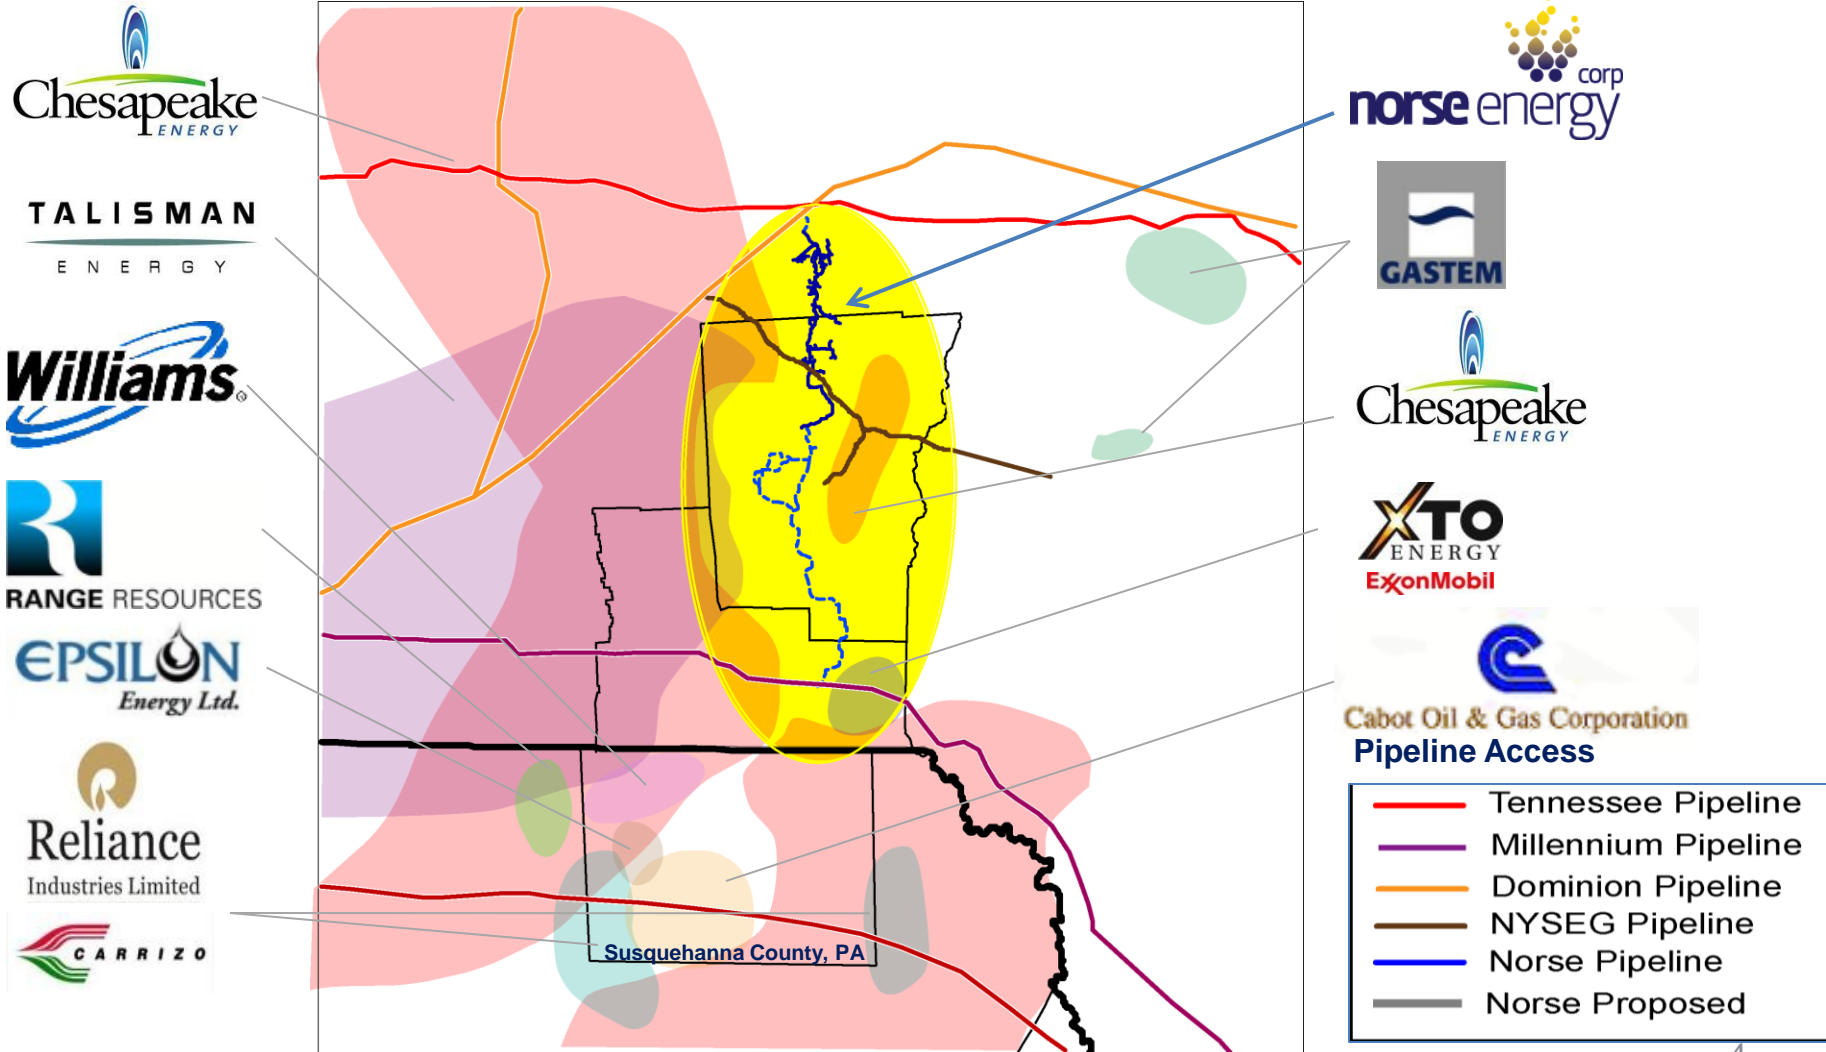 Chesapeake
ENERGY
TALISMAN
ENERGY
Williams®
RANGE RESOURCES
EPSILON
Energy Ltd.
Reliance
Industries Limited
CARRIZO
Susquehanna County, PA
corp
norse energy
GASTEM
Chesapeake
ENERGY
XTO
ENERGY
ExxonMobil
Cabot Oil & Gas Corporation
Pipeline Access
Tennessee Pipeline
Millennium Pipeline
Dominion Pipeline
NYSEG Pipeline
Norse Pipeline
Norse Proposed